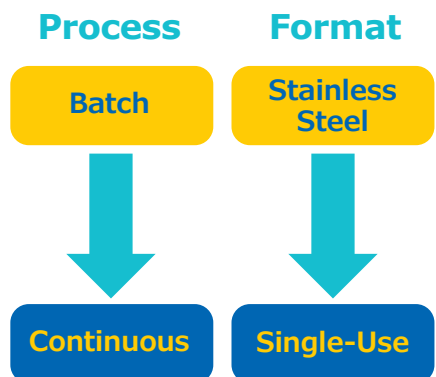 Process
Format
Batch
Stainless
Steel
Continuous
Single-Use